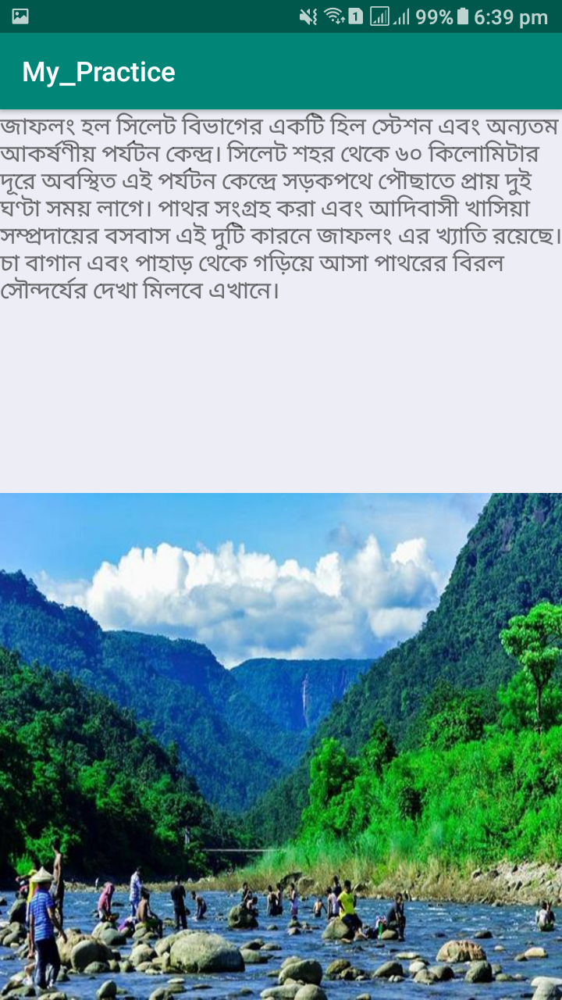 99% 6:39 pm
My_Practice
জাফলং হল সিলেট বিভাগের একটি হিল স্টেশন এবং অন্যতম
আকর্ষণীয় পর্যটন কেন্দ্র। সিলেট শহর থেকে ৬০ কিলোমিটার
দূরে অবস্থিত এই পর্যটন কেন্দ্রে সড়কপথে পৌছাতে প্রায় দুই
ঘণ্টা সময় লাগে। পাথর সংগ্রহ করা এবং আদিবাসী খাসিয়া
সম্প্রদায়ের বসবাস এই দুটি কারনে জাফলং এর খ্যাতি রয়েছে।
চা বাগান এবং পাহাড় থেকে গড়িয়ে আসা পাথরের বিরল
সৌন্দর্যের দেখা মিলবে এখানে।